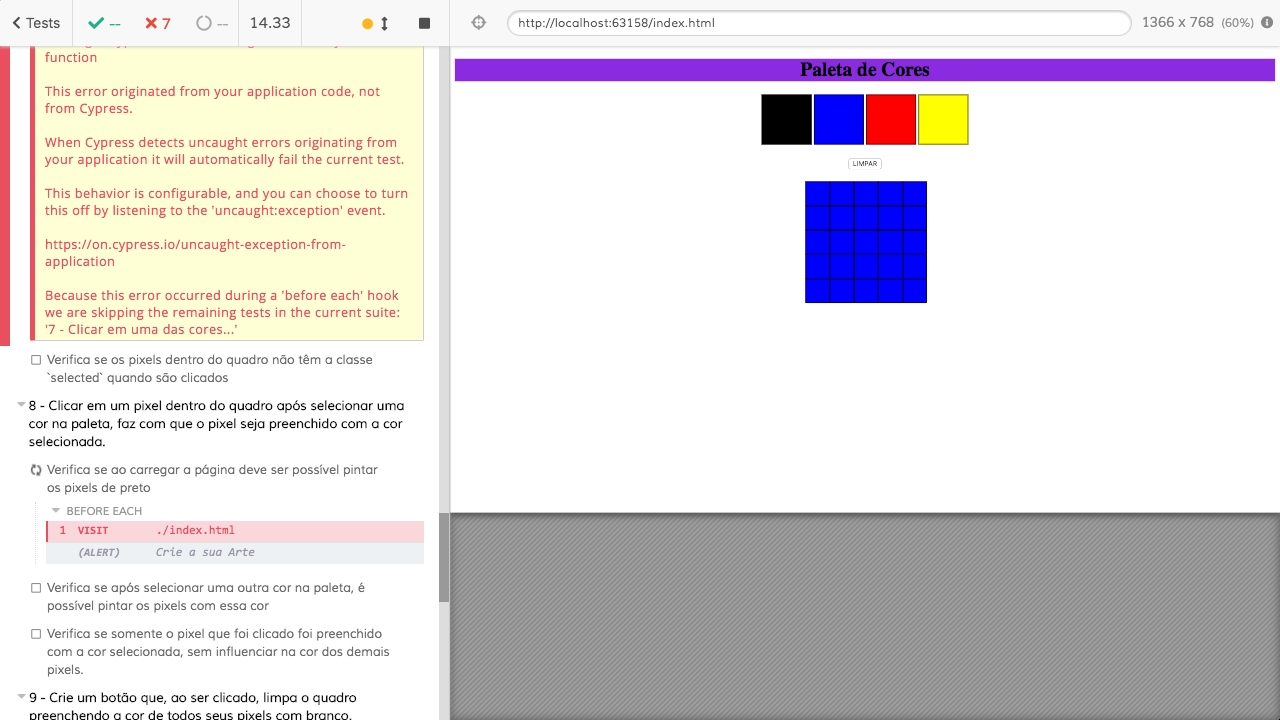 Tests
--
7
--
14.33
http://localhost:63158/index.html
1366 x 768 (60%)
function
This error originated from your application code, not
from Cypress.
When Cypress detects uncaught errors originating from
your application it will automatically fail the current test.
This behavior is configurable, and you can choose to turn
this off by listening to the 'uncaught:exception' event.
https://on.cypress.io/uncaught-exception-from-
application
Because this error occurred during a 'before each' hook
we are skipping the remaining tests in the current suite:
'7 - Clicar em uma das cores...'
Verifica se os pixels dentro do quadro não têm a classe
`selected` quando são clicados
8 - Clicar em um pixel dentro do quadro após selecionar uma
cor na paleta, faz com que o pixel seja preenchido com a cor
selecionada.
Verifica se ao carregar a página deve ser possível pintar
os pixels de preto
BEFORE EACH
1 VISIT ./index.html
(ALERT) Crie a sua Arte
Verifica se após selecionar uma outra cor na paleta, é
possível pintar os pixels com essa cor
Verifica se somente o pixel que foi clicado foi preenchido
com a cor selecionada, sem influenciar na cor dos demais
pixels.
9 - Crie um botão que, ao ser clicado, limpa o quadro
preenchendo a cor de todos seus pixels com branco.
Paleta de Cores
LIMPAR